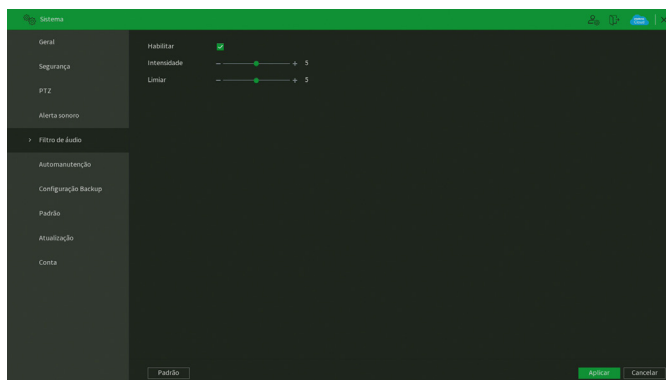 Sistema
Geral
Segurança
PTZ
Alerta sonoro
Filtro de áudio
Automanutenção
Configuração Backup
Padrão
Atualização
Conta
Habilitar
Intensidade - + 5
Limiar - + 5
Padrão
Aplicar
Cancelar